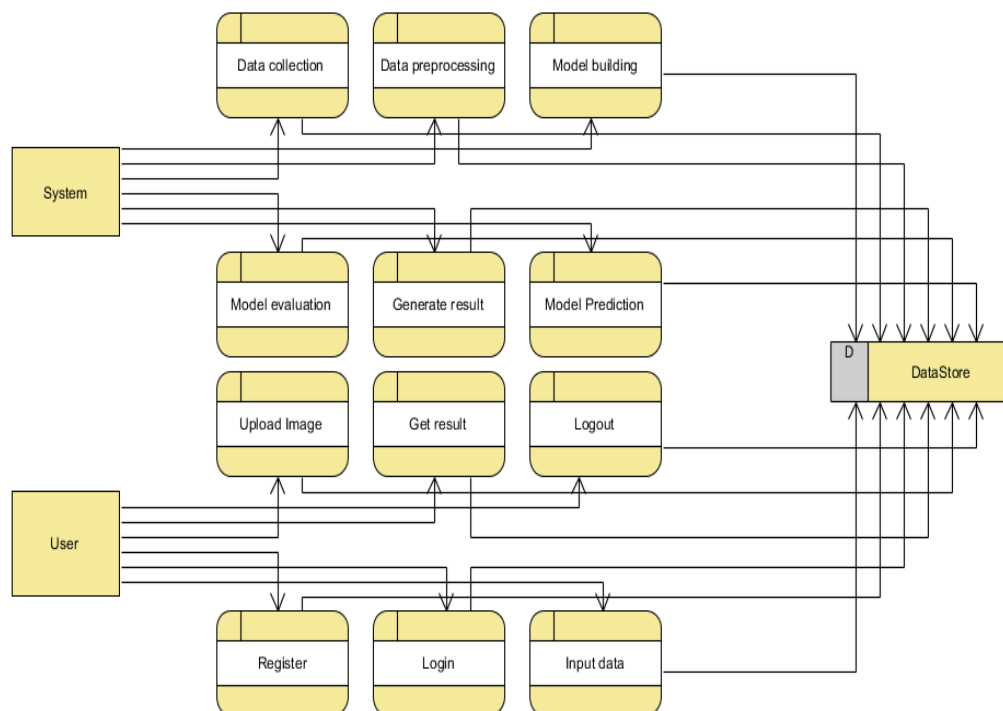 Data collection
Data preprocessing
Model building
System
Model evaluation
Generate result
Model Prediction
D
DataStore
Upload Image
Get result
Logout
User
Register
Login
Input data